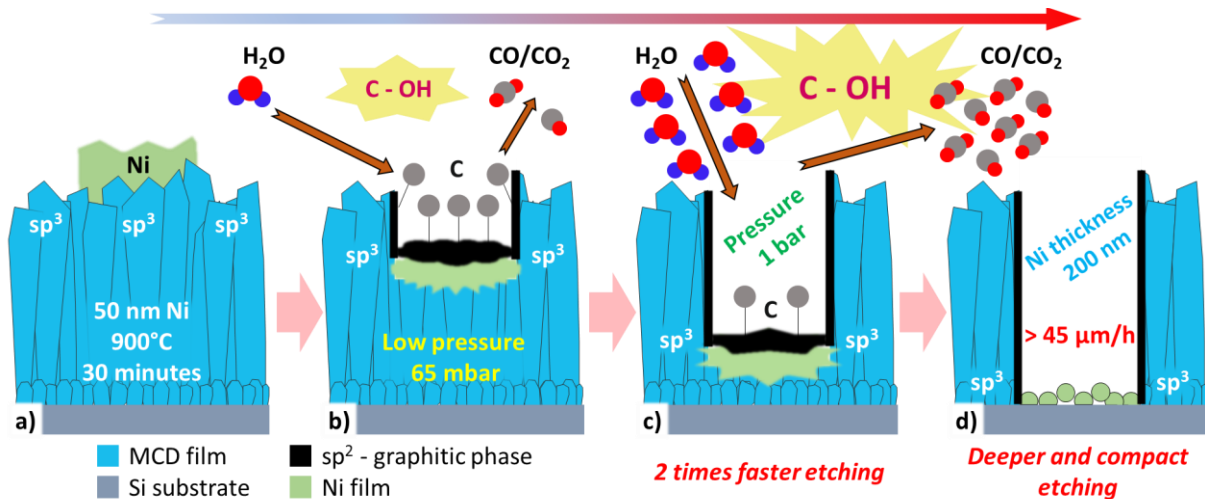 H₂O
C - OH
CO/CO₂
H₂O
C - OH
CO/CO₂
Ni
sp³
sp³
sp³
50 nm Ni
900°C
30 minutes
a)
C
sp³
sp³
Low pressure
65 mbar
b)
Pressure
1 bar
C
sp³
sp³
c)
Ni thickness
200 nm
> 45 µm/h
sp³
sp³
d)
MCD film
sp² - graphitic phase
Si substrate
Ni film
2 times faster etching
Deeper and compact
etching